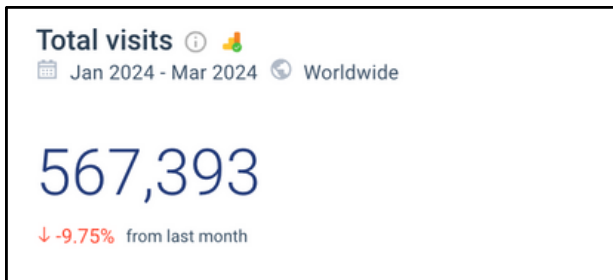 Total visits
Jan 2024 - Mar 2024 Worldwide
567,393
↓ -9.75% from last month